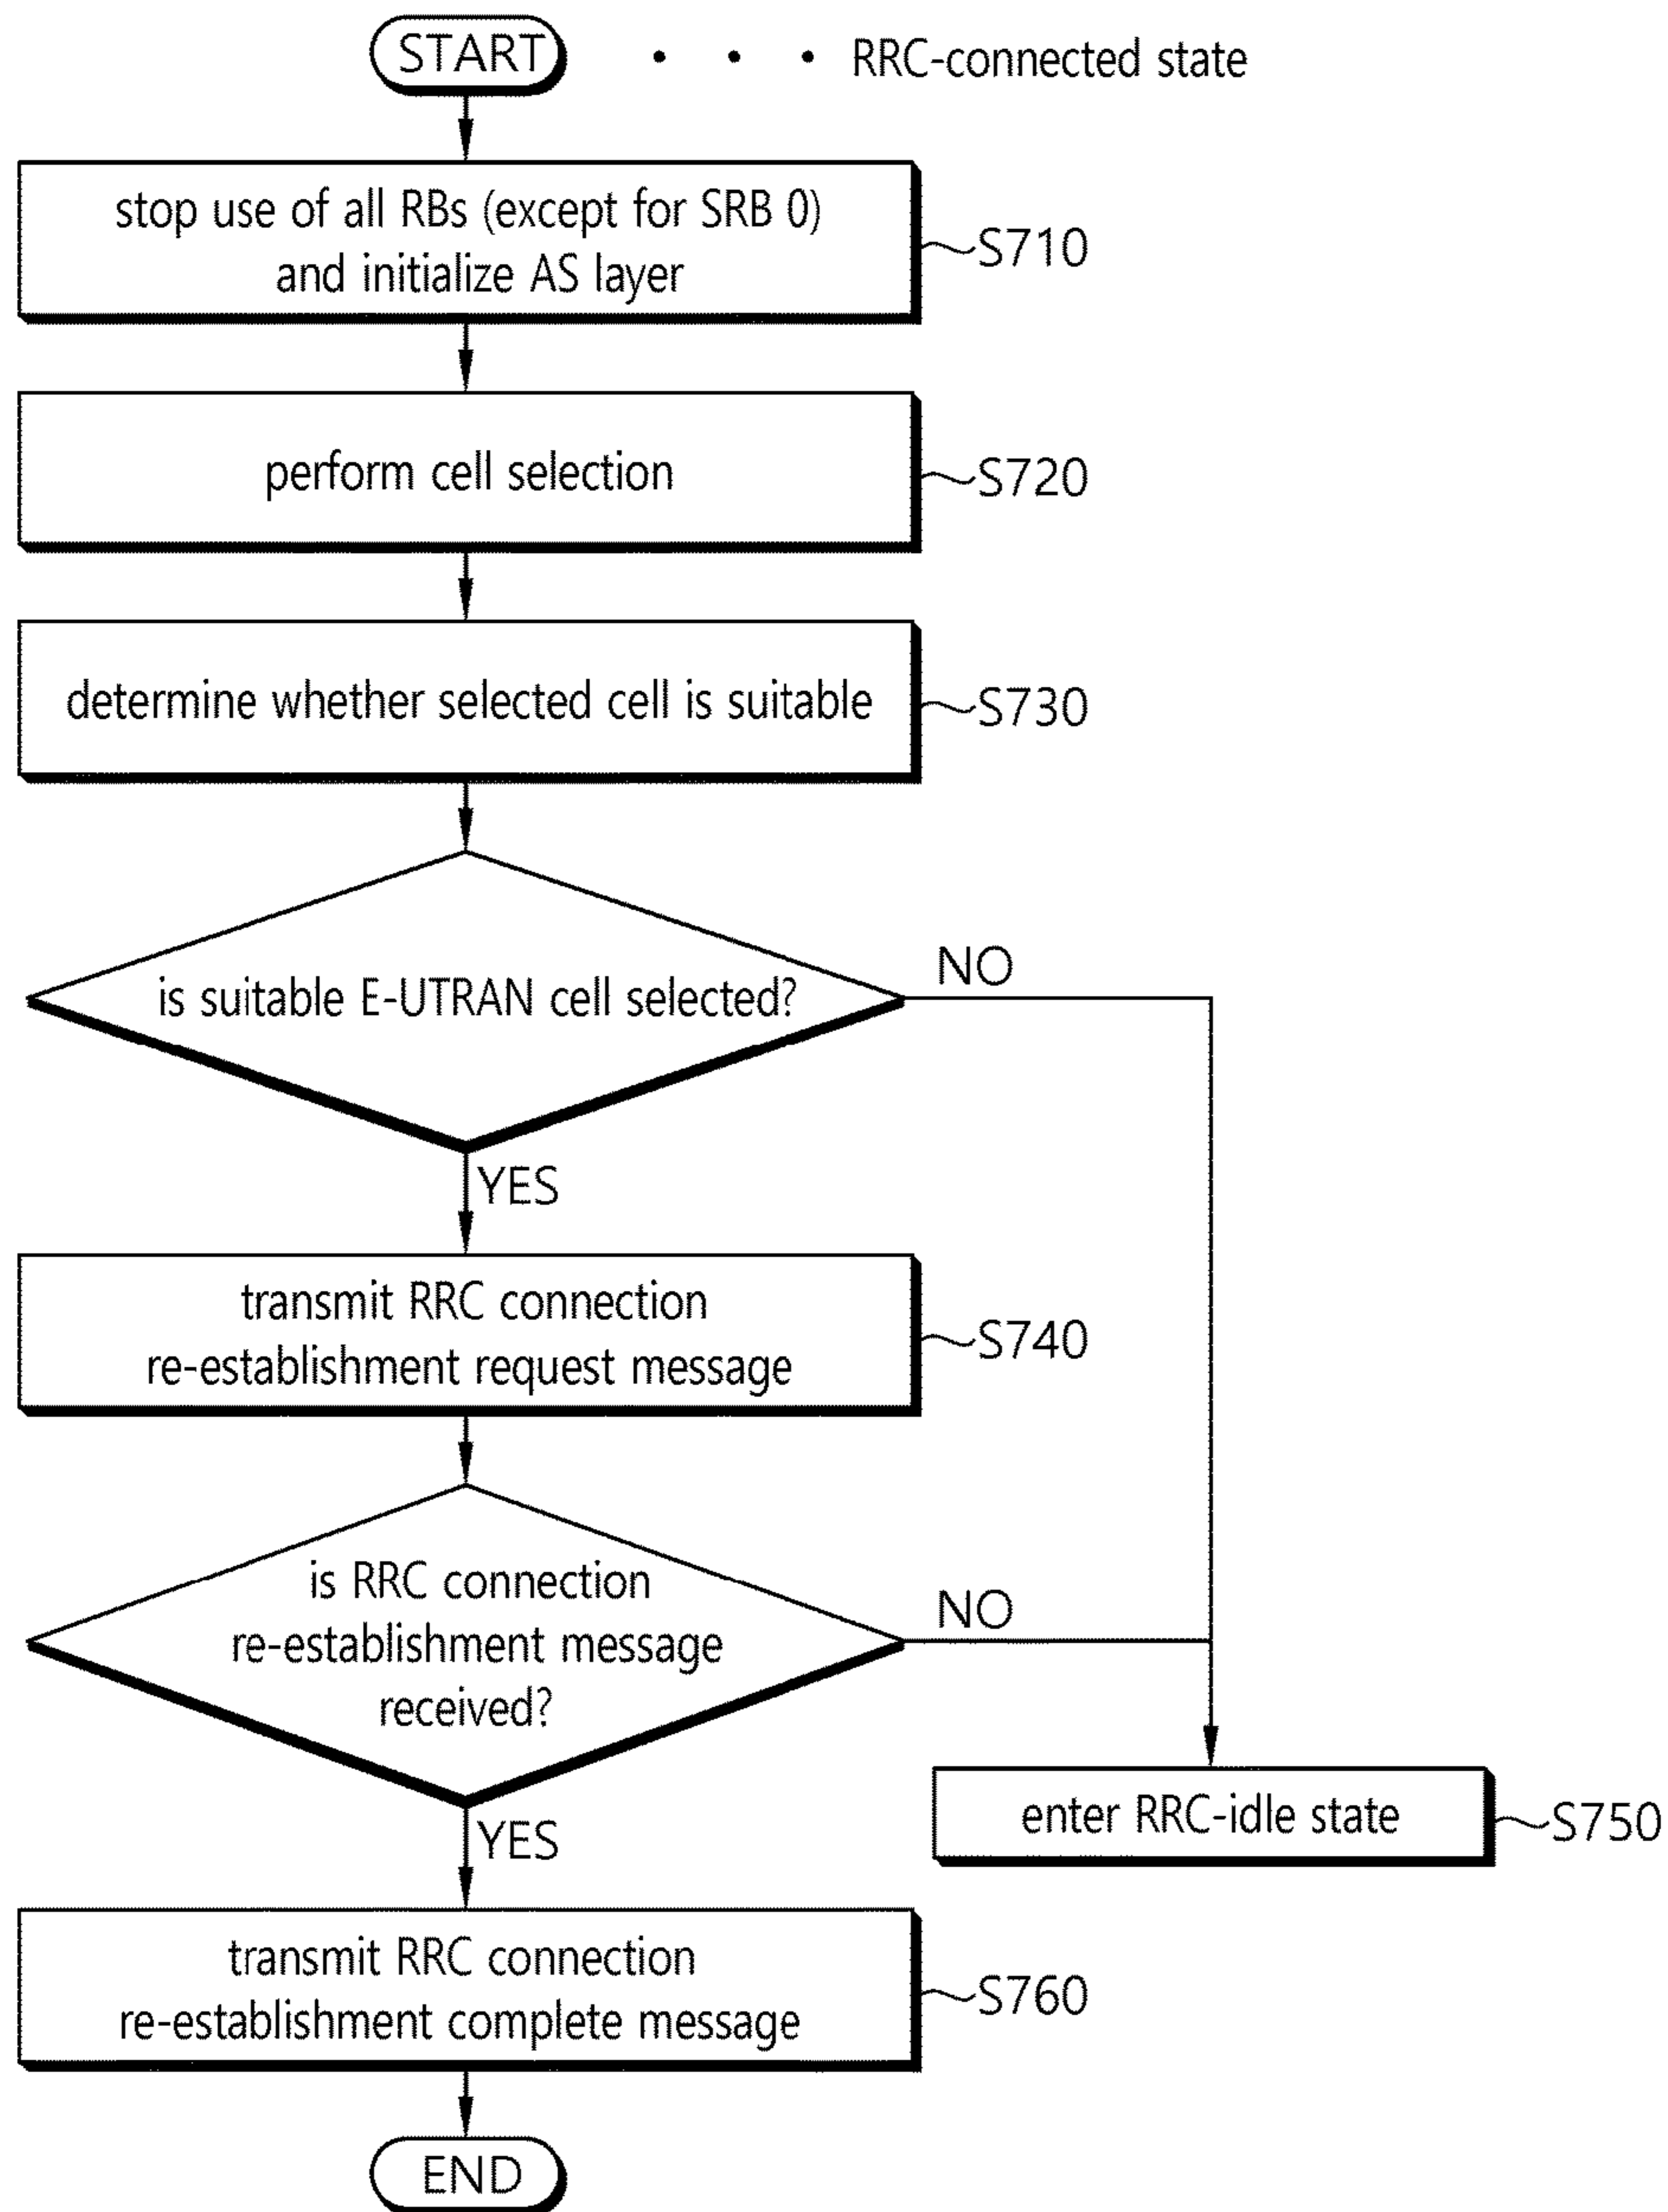 START
• • • RRC-connected state
stop use of all RBs (except for SRB 0)
and initialize AS layer
S710
perform cell selection
S720
determine whether selected cell is suitable
S730
is suitable E-UTRAN cell selected?
NO
YES
transmit RRC connection
re-establishment request message
S740
is RRC connection
re-establishment message
received?
NO
YES
enter RRC-idle state
S750
transmit RRC connection
re-establishment complete message
S760
END